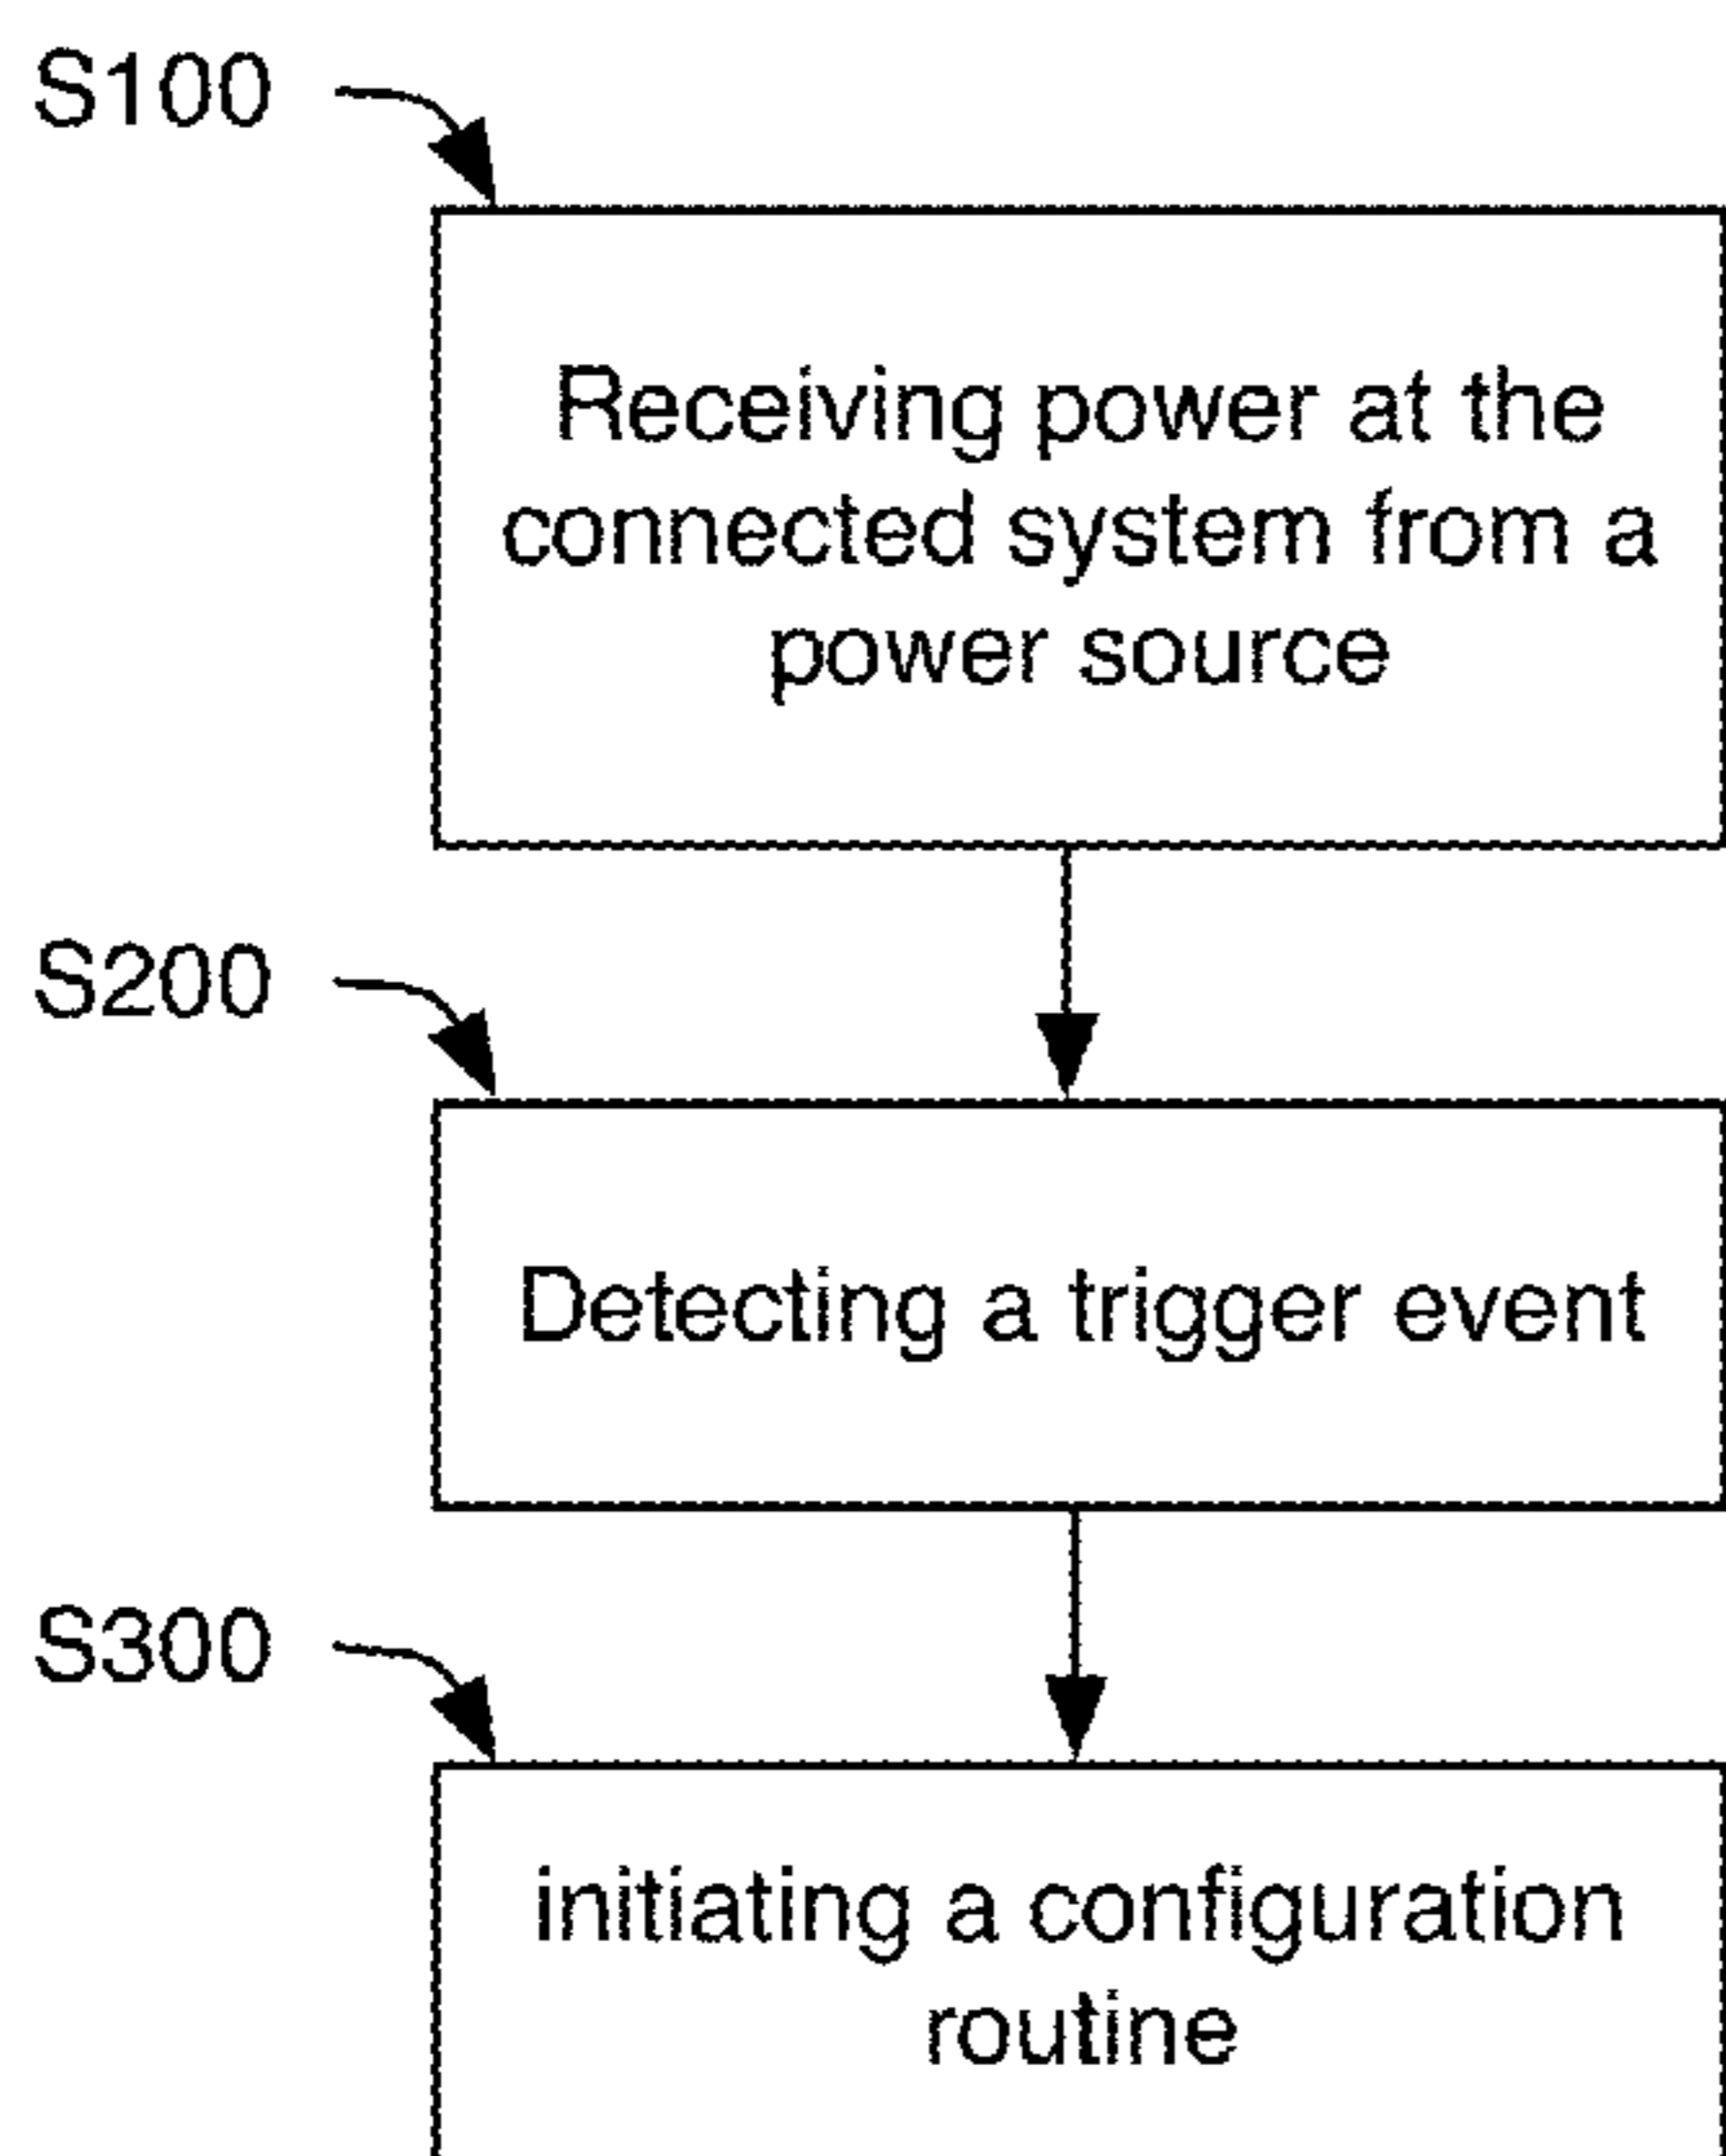 S100
Receiving power at the
connected system from a
power source
S200
Detecting a trigger event
S300
initiating a configuration
routine